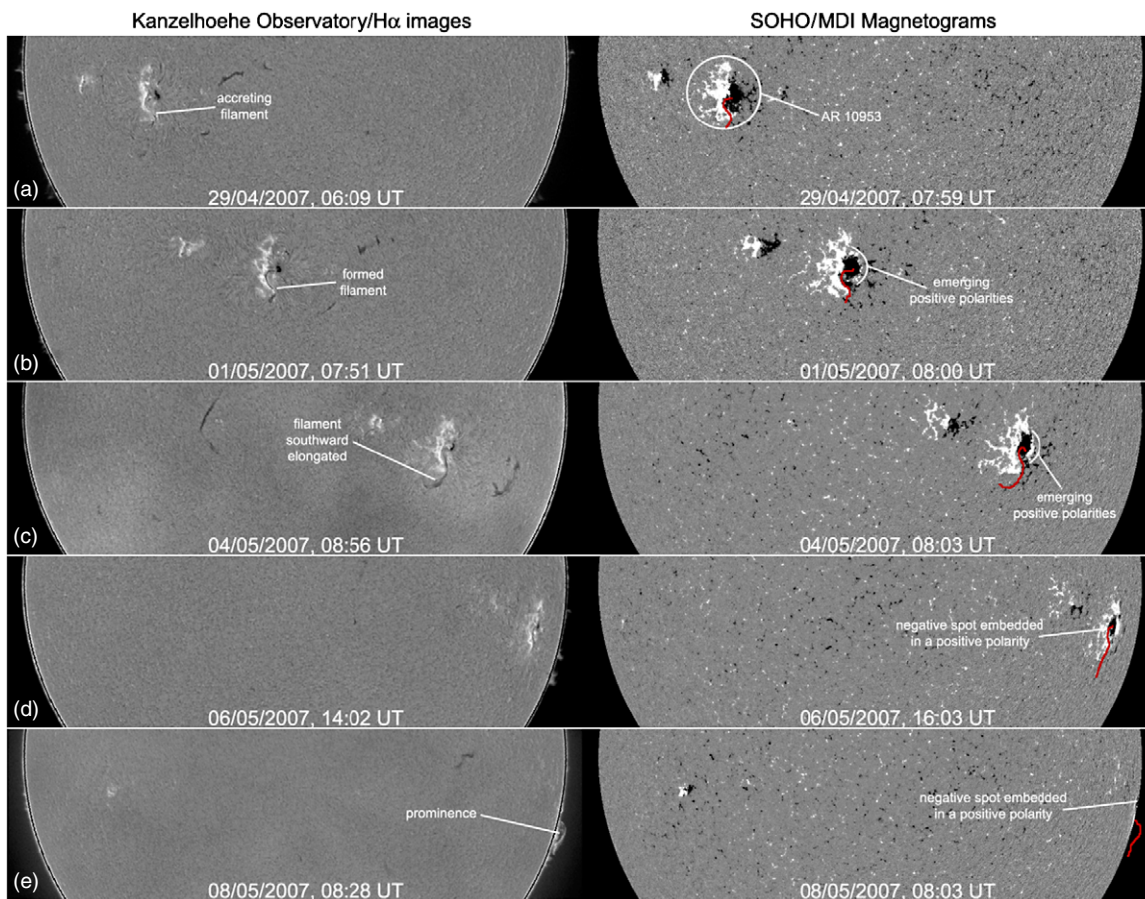 Kanzelhoehe Observatory/Hα images
SOHO/MDI Magnetograms
accreting
filament
AR 10953
(a)
29/04/2007, 06:09 UT
29/04/2007, 07:59 UT
formed
filament
emerging
positive polarities
(b)
01/05/2007, 07:51 UT
01/05/2007, 08:00 UT
filament
southward
elongated
emerging
positive polarities
(c)
04/05/2007, 08:56 UT
04/05/2007, 08:03 UT
negative spot embedded
in a positive polarity
(d)
06/05/2007, 14:02 UT
06/05/2007, 16:03 UT
prominence
negative spot embedded
in a positive polarity
(e)
08/05/2007, 08:28 UT
08/05/2007, 08:03 UT